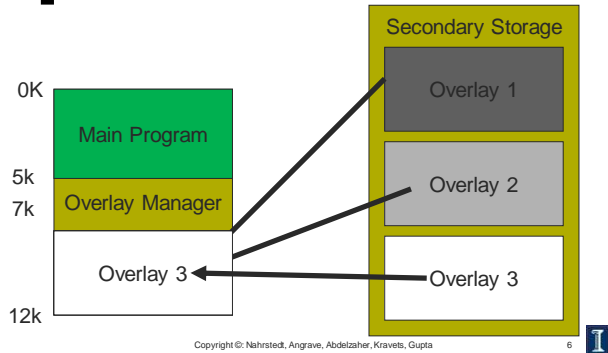 Secondary Storage
0K
Overlay 1
Main Program
5k
Overlay Manager
Overlay 2
7k
Overlay 3
Overlay 3
12k
Copyright ©: Nahrstedt, Angrave, Abdelzaher, Kravets, Gupta
6
I